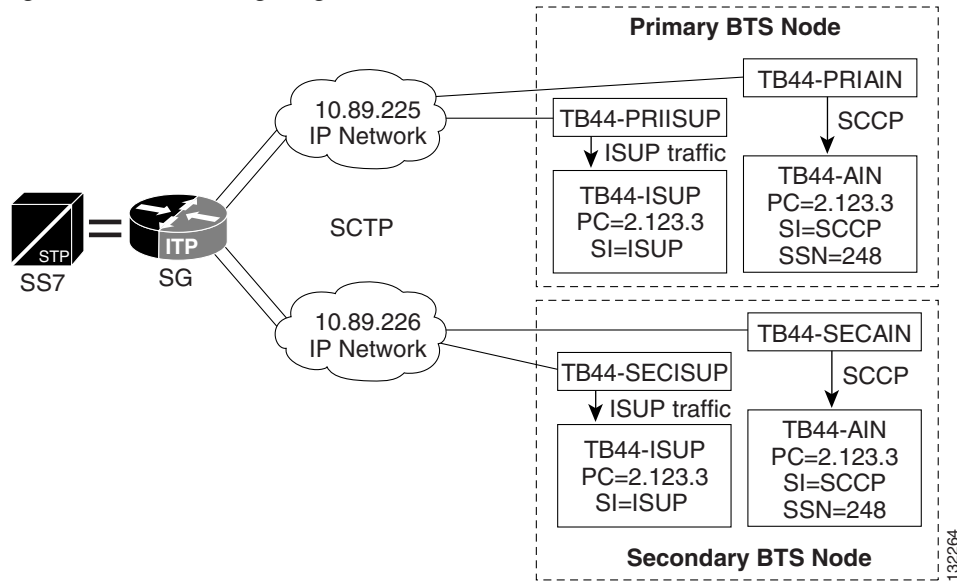 Primary BTS Node
TB44-PRIAIN
10.89.225
IP Network
TB44-PRIISUP
SCCP
ISUP traffic
TB44-ISUP
PC=2.123.3
SI=ISUP
TB44-AIN
PC=2.123.3
SI=SCCP
SSN=248
STP
SS7
ITP
SG
SCTP
10.89.226
IP Network
TB44-SECAIN
TB44-SECISUP
SCCP
ISUP traffic
TB44-ISUP
PC=2.123.3
SI=ISUP
TB44-AIN
PC=2.123.3
SI=SCCP
SSN=248
Secondary BTS Node
132264